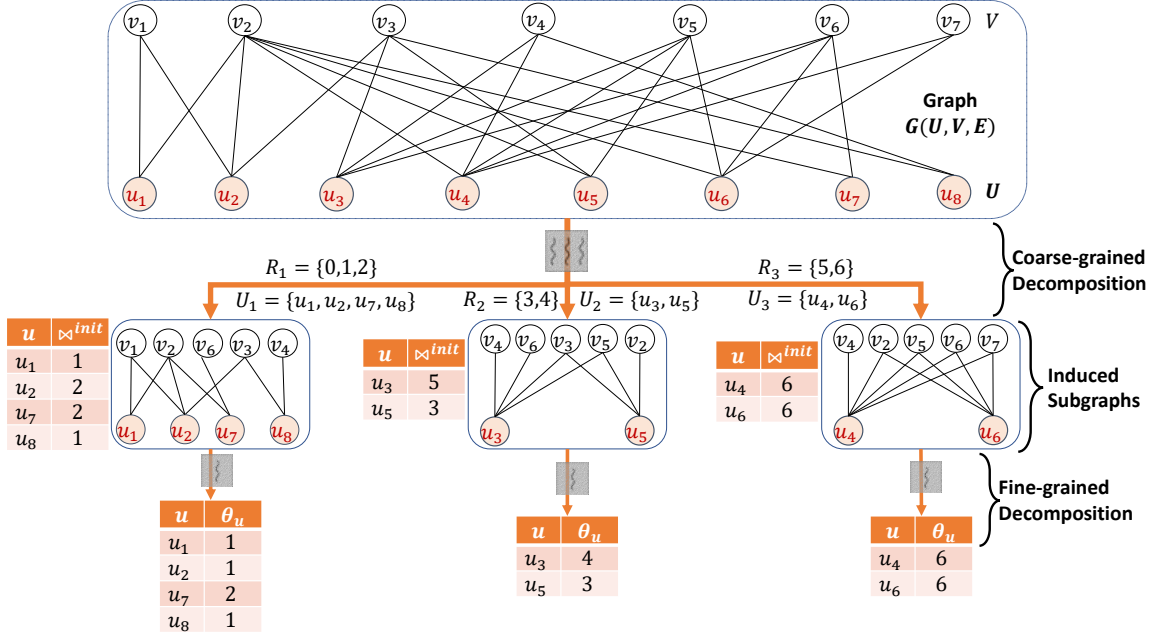 v₁ v₂ v₃ v₄ v₅ v₆ v₇ V
Graph
G(U, V, E)
u₁ u₂ u₃ u₄ u₅ u₆ u₇ u₈ U
Coarse-grained
Decomposition
R₁ = {0,1,2}
U₁ = {u₁, u₂, u₇, u₈}
R₂ = {3,4}
U₂ = {u₃, u₅}
R₃ = {5,6}
U₃ = {u₄, u₆}
u ⋈ⁱⁿⁱᵗ
u₁ 1
u₂ 2
u₇ 2
u₈ 1
v₁ v₂ v₆ v₃ v₄
u₁ u₂ u₇ u₈
u ⋈ⁱⁿⁱᵗ
u₃ 5
u₅ 3
v₄ v₆ v₃ v₅ v₂
u₃ u₅
u ⋈ⁱⁿⁱᵗ
u₄ 6
u₆ 6
v₄ v₂ v₅ v₆ v₇
u₄ u₆
Induced
Subgraphs
Fine-grained
Decomposition
u θᵤ
u₁ 1
u₂ 1
u₇ 2
u₈ 1
u θᵤ
u₃ 4
u₅ 3
u θᵤ
u₄ 6
u₆ 6